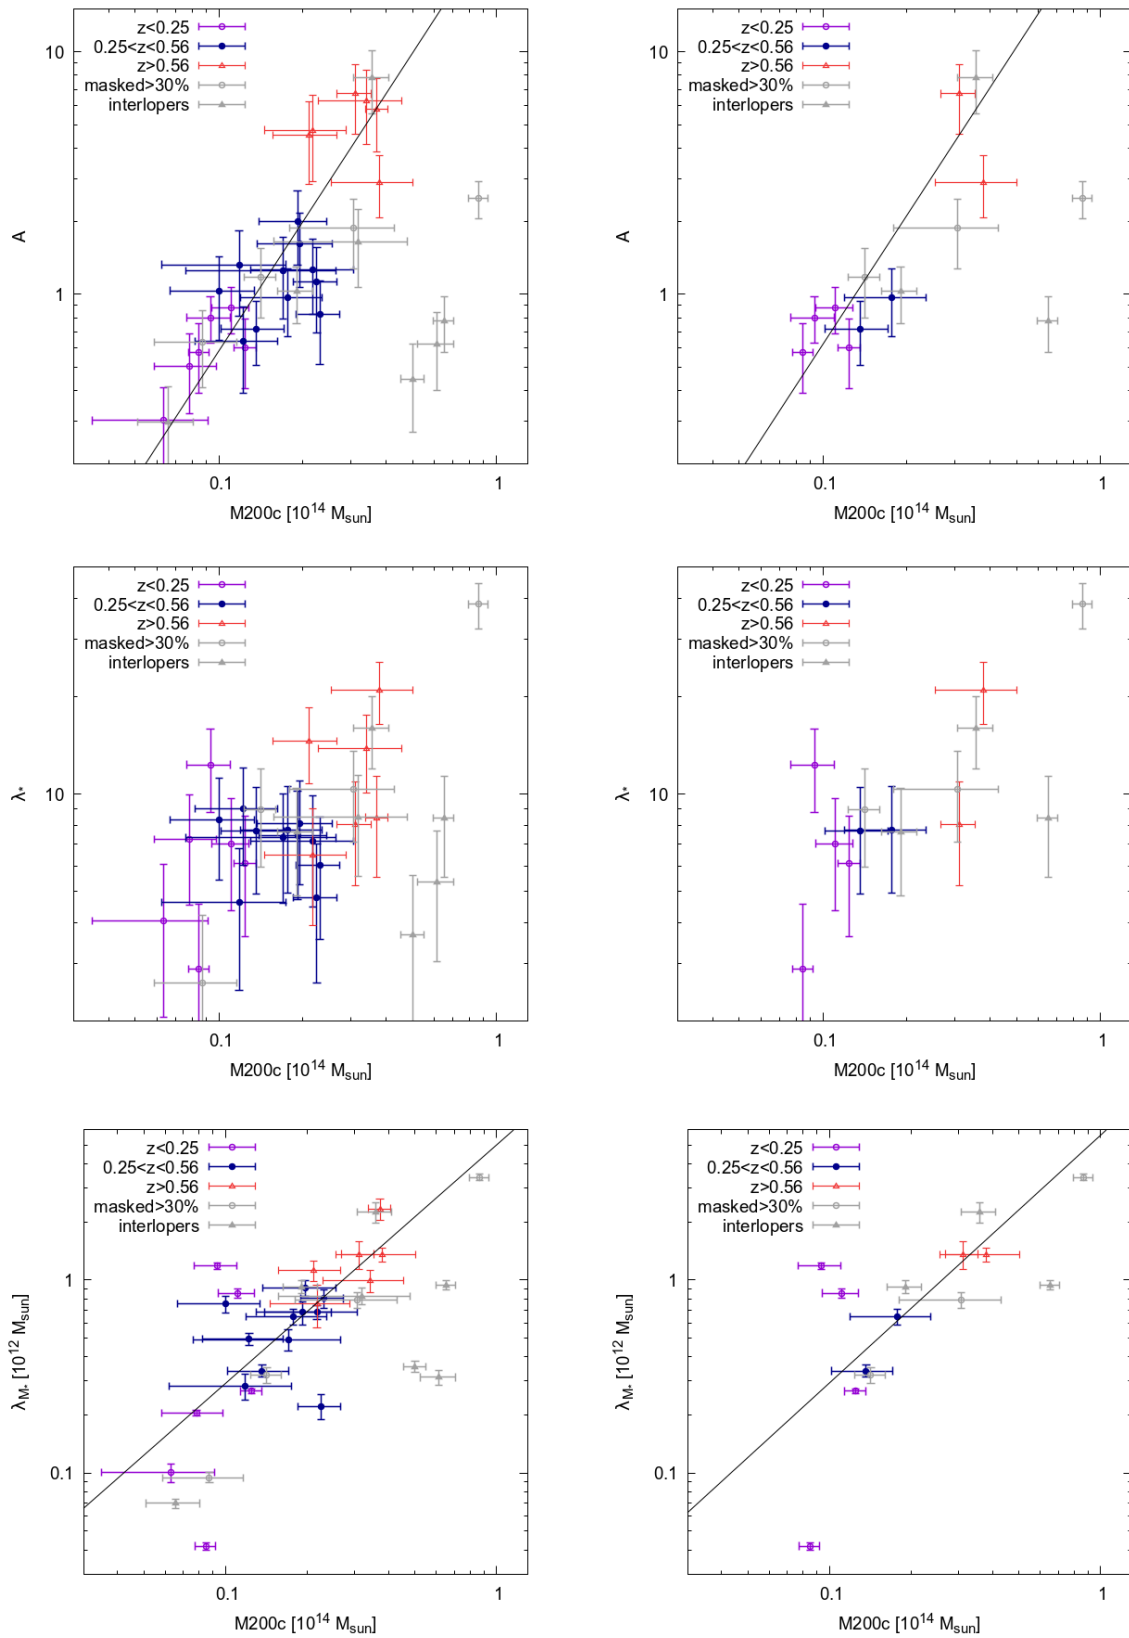 z<0.25
0.25<z<0.56
z>0.56
masked>30%
interlopers
10
1
A
0.1
1
M200c [10^14 M_sun]
z<0.25
0.25<z<0.56
z>0.56
masked>30%
interlopers
10
1
A
0.1
1
M200c [10^14 M_sun]
z<0.25
0.25<z<0.56
z>0.56
masked>30%
interlopers
10
λ_*
0.1
1
M200c [10^14 M_sun]
z<0.25
0.25<z<0.56
z>0.56
masked>30%
interlopers
10
λ_*
0.1
1
M200c [10^14 M_sun]
z<0.25
0.25<z<0.56
z>0.56
masked>30%
interlopers
1
0.1
λ_M* [10^12 M_sun]
0.1
1
M200c [10^14 M_sun]
z<0.25
0.25<z<0.56
z>0.56
masked>30%
interlopers
1
0.1
λ_M* [10^12 M_sun]
0.1
1
M200c [10^14 M_sun]